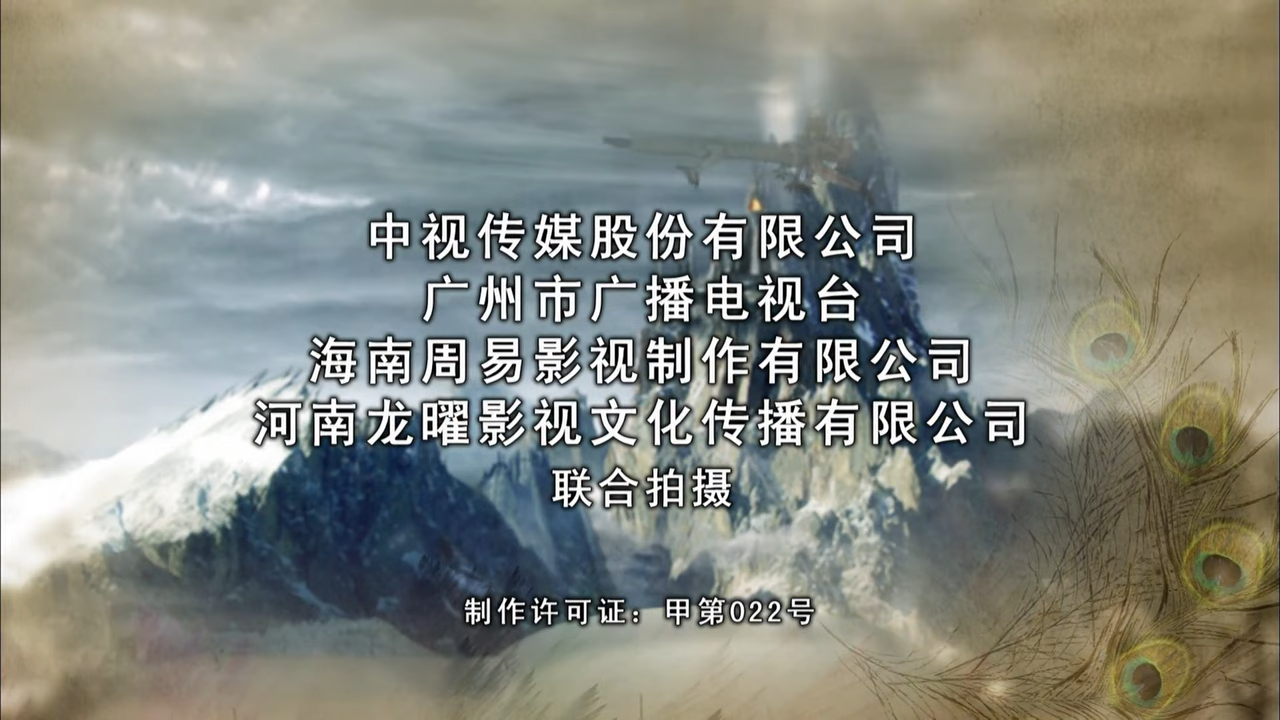 中视传媒股份有限公司
广州市广播电视台
海南周易影视制作有限公司
河南龙曜影视文化传播有限公司
联合拍摄
制作许可证：甲第022号